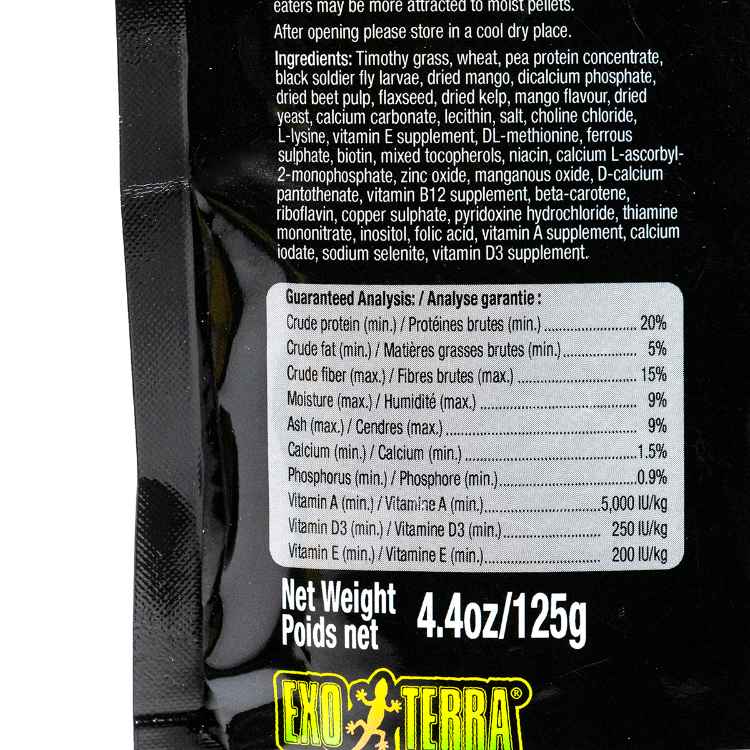 eaters may be more attracted to moist pellets.
After opening please store in a cool dry place.
Ingredients: Timothy grass, wheat, pea protein concentrate,
black soldier fly larvae, dried mango, dicalcium phosphate,
dried beet pulp, flaxseed, dried kelp, mango flavour, dried
yeast, calcium carbonate, lecithin, salt, choline chloride,
L-lysine, vitamin E supplement, DL-methionine, ferrous
sulphate, biotin, mixed tocopherols, niacin, calcium L-ascorbyl-
2-monophosphate, zinc oxide, manganous oxide, D-calcium
pantothenate, vitamin B12 supplement, beta-carotene,
riboflavin, copper sulphate, pyridoxine hydrochloride, thiamine
mononitrate, inositol, folic acid, vitamin A supplement, calcium
iodate, sodium selenite, vitamin D3 supplement.
Guaranteed Analysis: / Analyse garantie :
Crude protein (min.) / Protéines brutes (min.) ........................ 20%
Crude fat (min.) / Matières grasses brutes (min.)................... 5%
Crude fiber (max.) / Fibres brutes (max.) .............................. 15%
Moisture (max.) / Humidité (max.) ........................................ 9%
Ash (max.) / Cendres (max.) ................................................ 9%
Calcium (min.) / Calcium (min.) ............................................1.5%
Phosphorus (min.) / Phosphore (min.)...................................0.9%
Vitamin A (min.) / Vitamine A (min.).............................5,000 IU/kg
Vitamin D3 (min.) / Vitamine D3 (min.)......................... 250 IU/kg
Vitamin E (min.) / Vitamine E (min.)............................. 200 IU/kg
Net Weight
Poids net 4.4oz/125g
EXO TERRA®